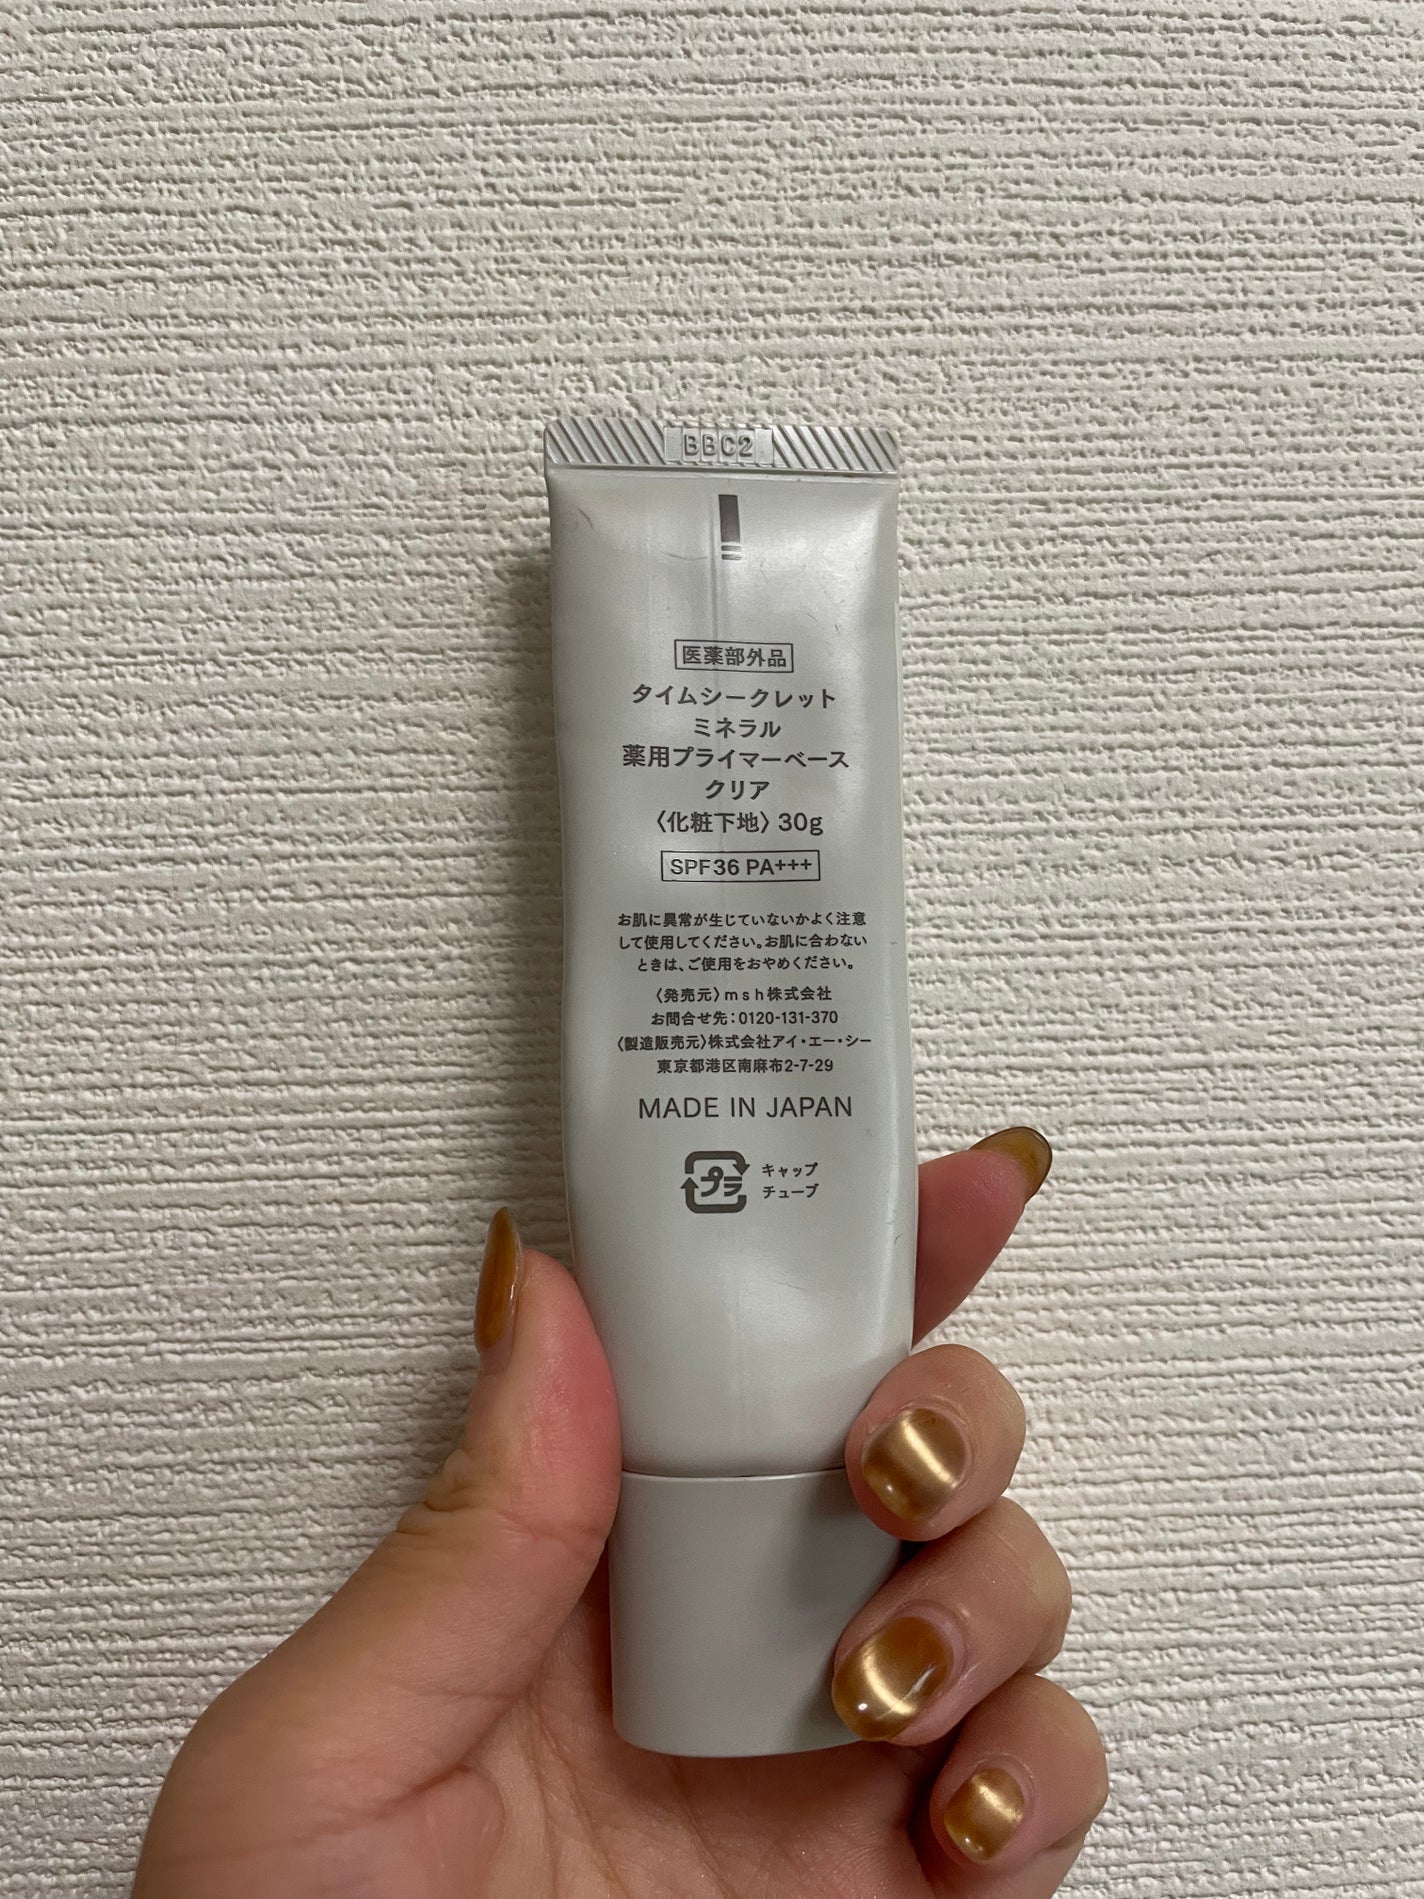 BBC2
医薬部外品
タイムシークレット
ミネラル
薬用プライマーベース
クリア
〈化粧下地〉30g
SPF36 PA+++
お肌に異常が生じていないかよく注意
して使用してください。お肌に合わない
ときは、ご使用をおやめください。
〈発売元〉msh株式会社
お問合せ先：0120-131-370
〈製造販売元〉株式会社アイ・エー・シー
東京都港区南麻布2-7-29
MADE IN JAPAN
プラ キャップ
チューブ